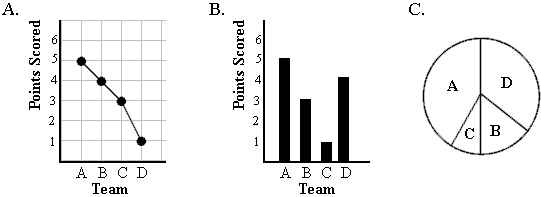 A.
Points Scored
6
5
4
3
2
1
A B C D
Team
B.
Points Scored
6
5
4
3
2
1
A B C D
Team
C.
A
D
C
B